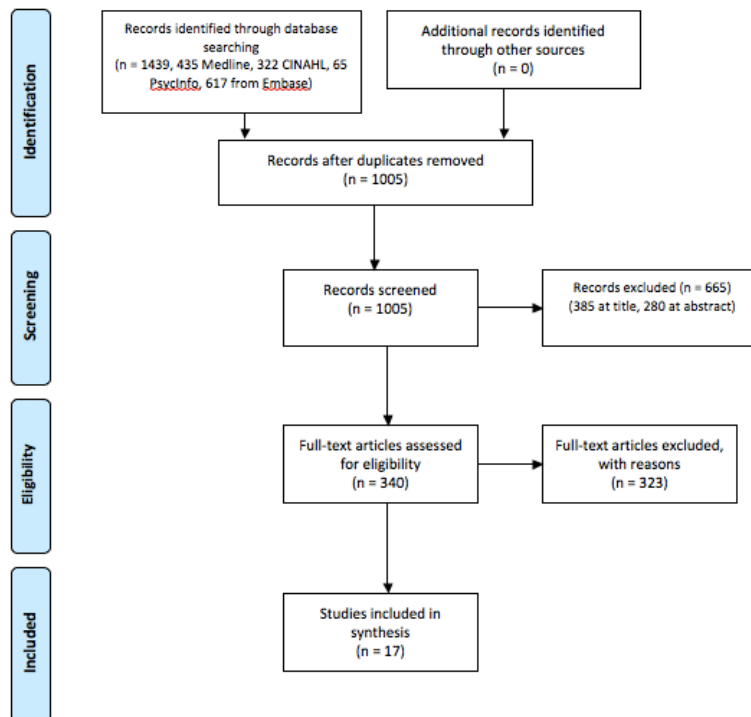 Identification
Records identified through database
searching
(n = 1439, 435 Medline, 322 CINAHL, 65
PsycInfo, 617 from Embase)
Additional records identified
through other sources
(n = 0)
Records after duplicates removed
(n = 1005)
Screening
Records screened
(n = 1005)
Records excluded (n = 665)
(385 at title, 280 at abstract)
Eligibility
Full-text articles assessed
for eligibility
(n = 340)
Full-text articles excluded,
with reasons
(n = 323)
Included
Studies included in
synthesis
(n = 17)